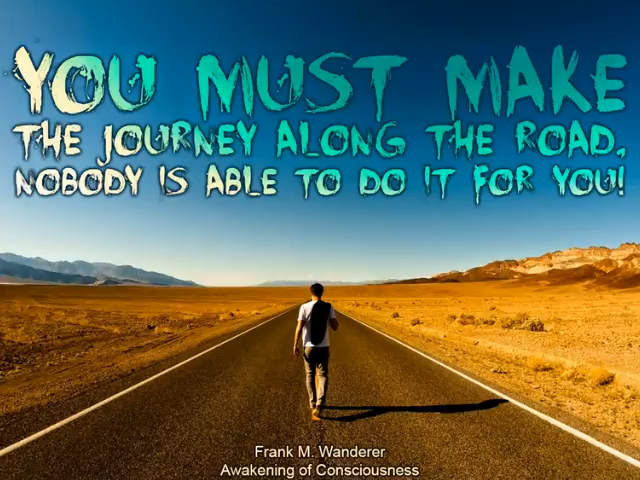 YOU MUST MAKE
THE JOURNEY ALONG THE ROAD,
NOBODY IS ABLE TO DO IT FOR YOU!
Frank M. Wanderer
Awakening of Consciousness